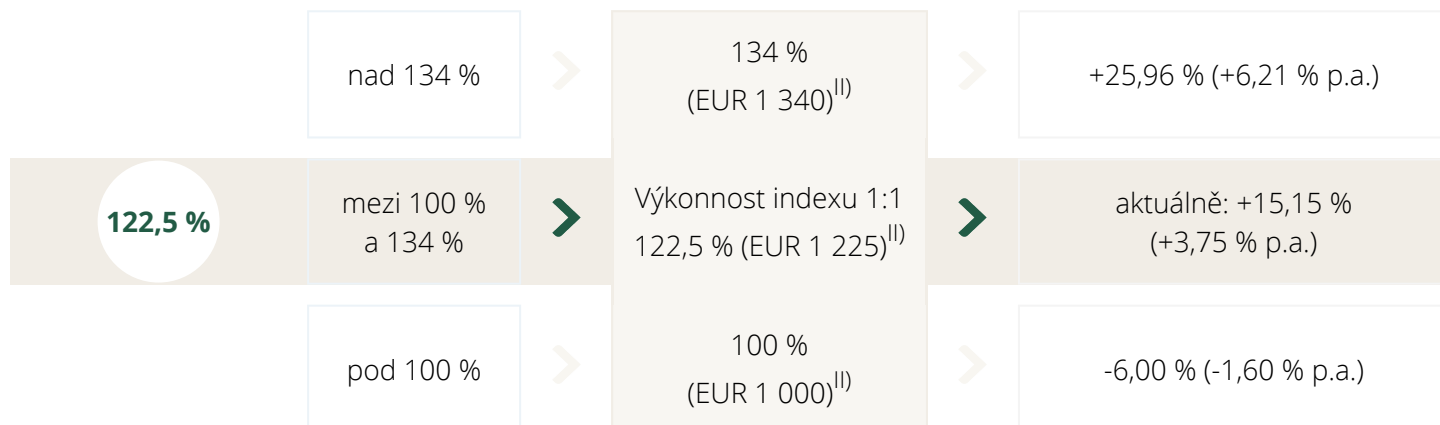 nad 134 %
134 %
(EUR 1 340)II)
+25,96 % (+6,21 % p.a.)
122,5 %
mezi 100 %
a 134 %
Výkonnost indexu 1:1
122,5 % (EUR 1 225)II)
aktuálně: +15,15 %
(+3,75 % p.a.)
pod 100 %
100 %
(EUR 1 000)II)
-6,00 % (-1,60 % p.a.)